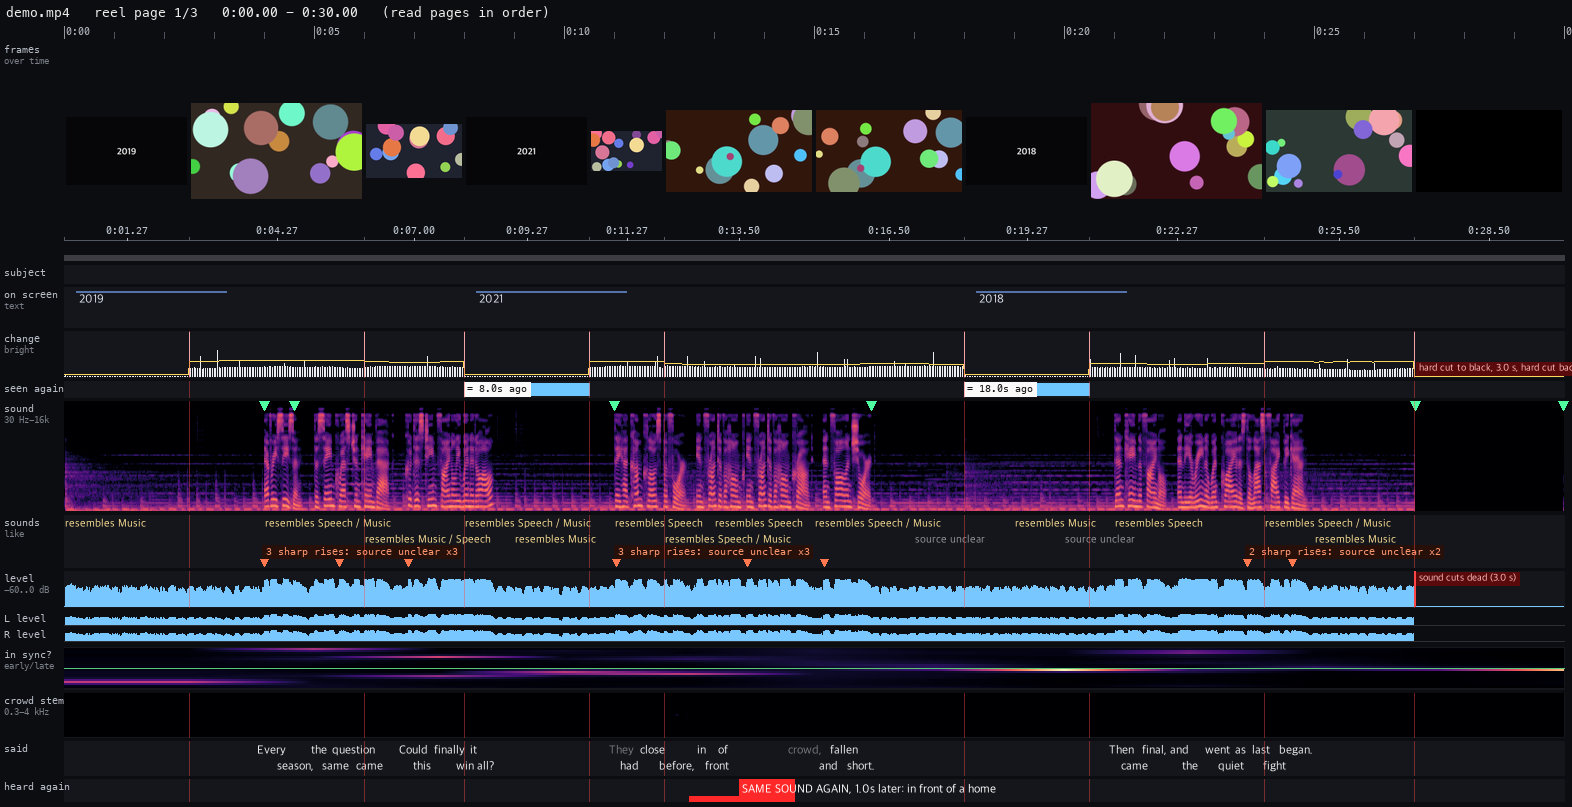 demo.mp4   reel page 1/3   0:00.00 – 0:30.00   (read pages in order)
0:00 0:05 0:10 0:15 0:20 0:25 0
frames
over time
2019 2021 2018
0:01.27 0:04.27 0:07.00 0:09.27 0:11.27 0:13.50 0:16.50 0:19.27 0:22.27 0:25.50 0:28.50
subject
on screen
text
2019 2021 2018
change
bright
hard cut to black, 3.0 s, hard cut bac
seen again
= 8.0s ago = 18.0s ago
sound
30 Hz–16k
sounds
like
resembles Music resembles Speech / Music resembles Speech / Music resembles Speech resembles Speech resembles Speech / Music resembles Music resembles Speech resembles Speech / Music
resembles Music / Speech resembles Music resembles Speech / Music source unclear source unclear resembles Music
3 sharp rises: source unclear x3 3 sharp rises: source unclear x3 2 sharp rises: source unclear x2
level
−60..0 dB
sound cuts dead (3.0 s)
L level
R level
in sync?
early/late
crowd stem
0.3–4 kHz
said
Every the question Could finally it They close in of crowd, fallen Then final, and went as last began.
season, same came this win all? had before, front and short. came the quiet fight
heard again
SAME SOUND AGAIN, 1.0s later: in front of a home